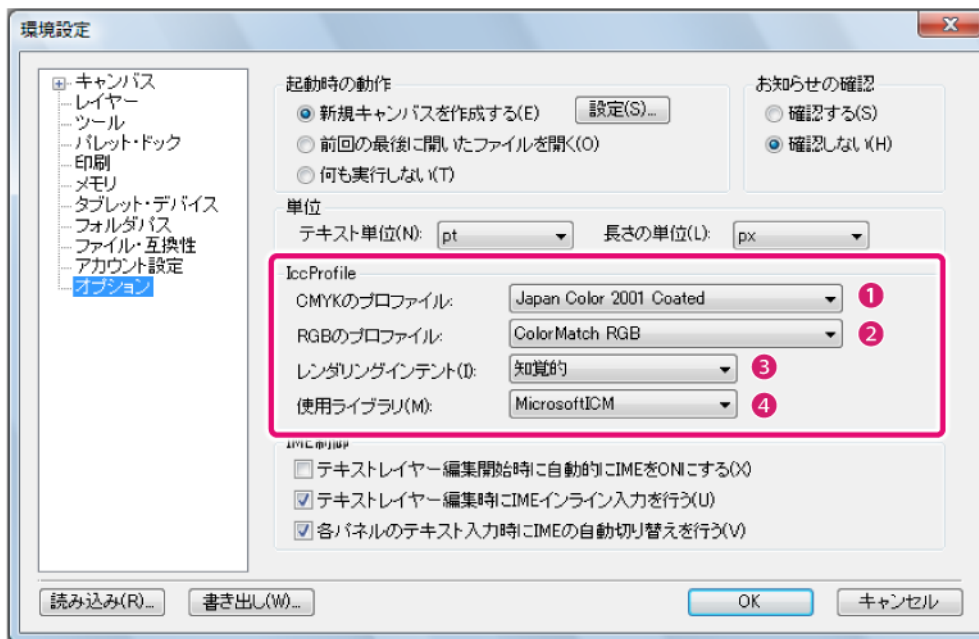 環境設定
キャンバス
レイヤー
ツール
パレット・ドック
印刷
メモリ
タブレット・デバイス
フォルダパス
ファイル・互換性
アカウント設定
オプション
起動時の動作
新規キャンバスを作成する(E)
設定(S)...
前回の最後に開いたファイルを開く(O)
何も実行しない(T)
お知らせの確認
確認する(S)
確認しない(H)
単位
テキスト単位(N): pt 長さの単位(L): px
IccProfile
CMYKのプロファイル: Japan Color 2001 Coated 1
RGBのプロファイル: ColorMatch RGB 2
レンダリングインテント(I): 知覚的 3
使用ライブラリ(M): MicrosoftICM 4
IME制御
テキストレイヤー編集開始時に自動的にIMEをONにする(X)
テキストレイヤー編集時にIMEインライン入力を行う(U)
各パネルのテキスト入力時にIMEの自動切り替えを行う(V)
読み込み(R)... 書き出し(W)... OK キャンセル